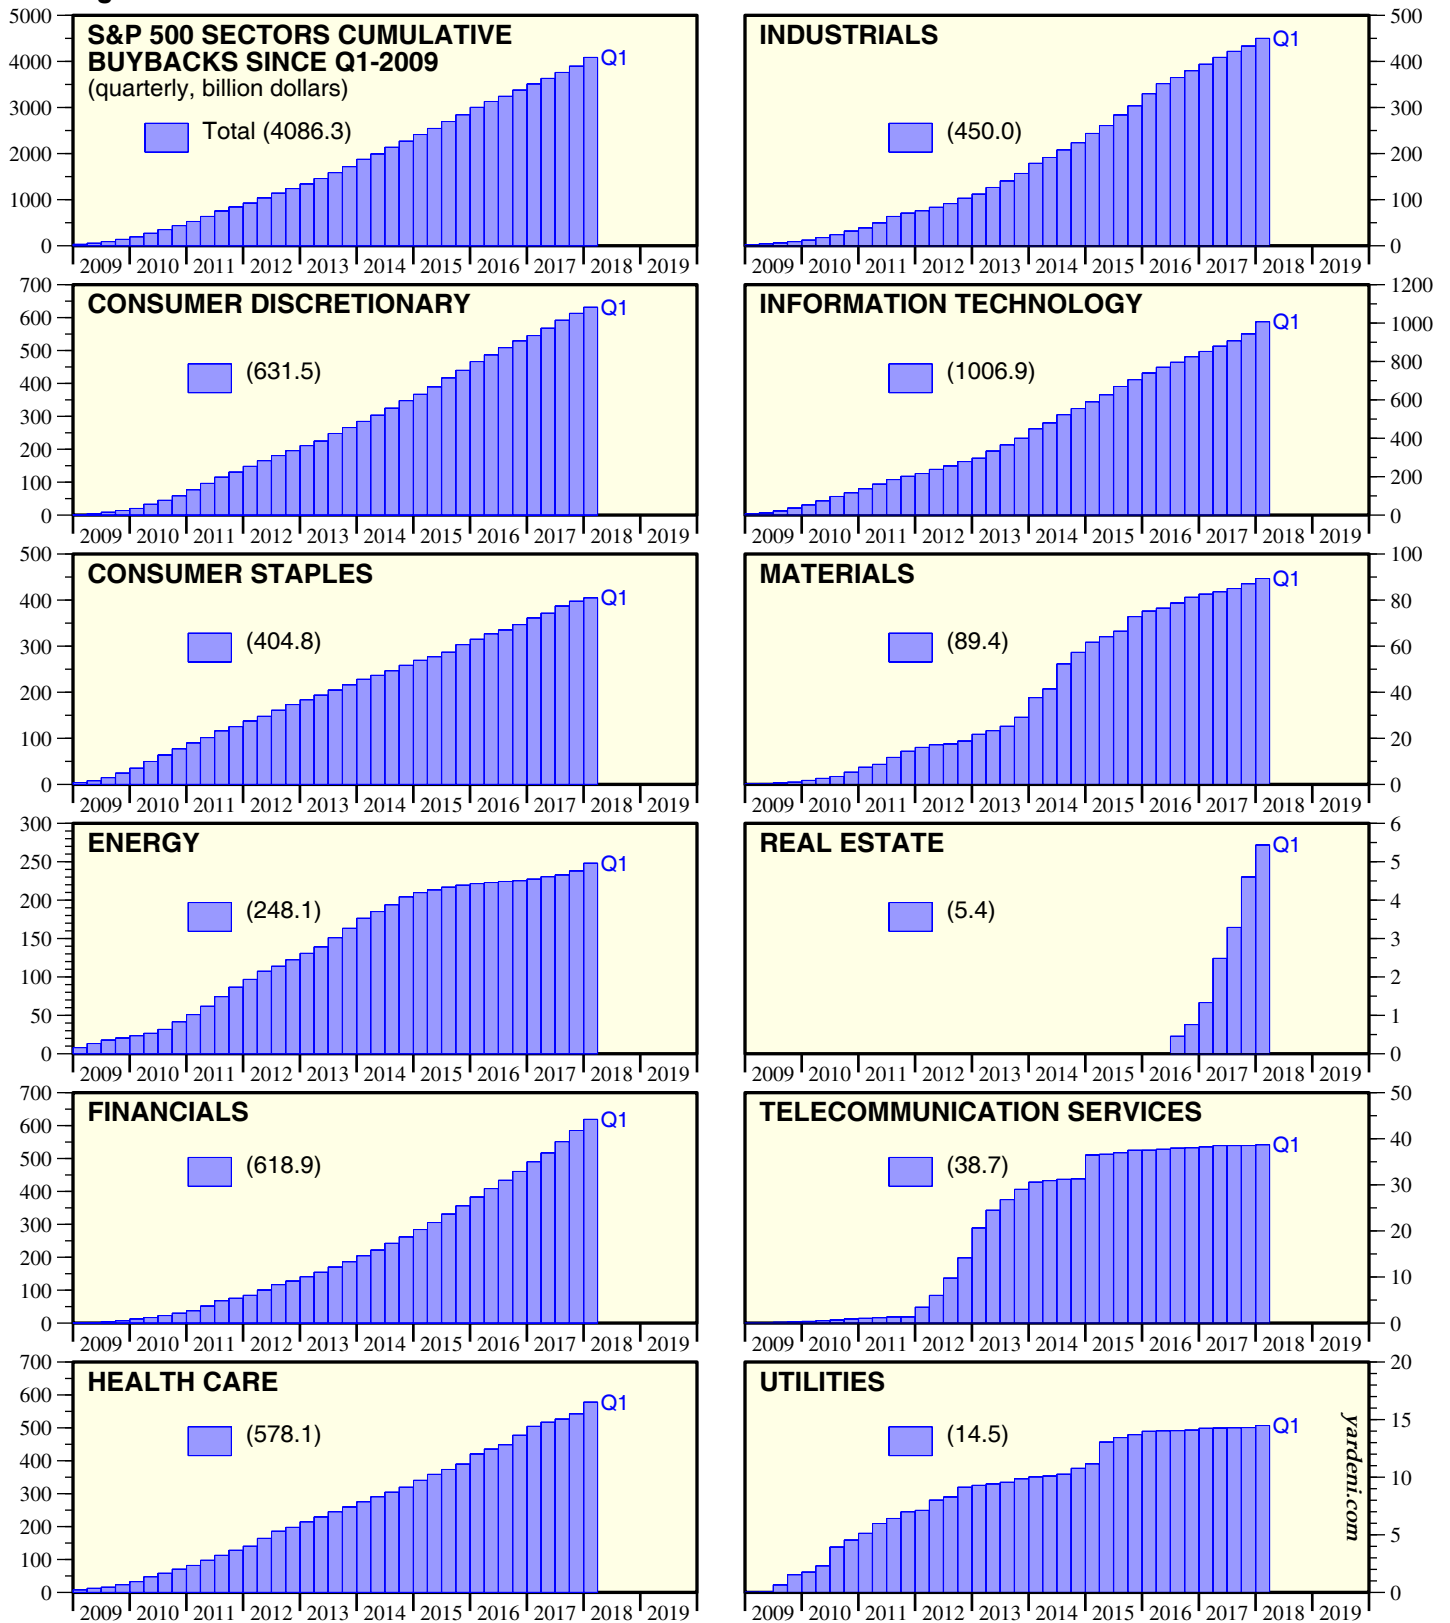 5000
4000
3000
2000
1000
0
S&P 500 SECTORS CUMULATIVE
BUYBACKS SINCE Q1-2009
(quarterly, billion dollars)
Total (4086.3)
Q1
2009 2010 2011 2012 2013 2014 2015 2016 2017 2018 2019
INDUSTRIALS
(450.0)
Q1
500
400
300
200
100
0
2009 2010 2011 2012 2013 2014 2015 2016 2017 2018 2019
700
600
500
400
300
200
100
0
CONSUMER DISCRETIONARY
(631.5)
Q1
2009 2010 2011 2012 2013 2014 2015 2016 2017 2018 2019
INFORMATION TECHNOLOGY
(1006.9)
Q1
1200
1000
800
600
400
200
0
2009 2010 2011 2012 2013 2014 2015 2016 2017 2018 2019
500
400
300
200
100
0
CONSUMER STAPLES
(404.8)
Q1
2009 2010 2011 2012 2013 2014 2015 2016 2017 2018 2019
MATERIALS
(89.4)
Q1
100
80
60
40
20
0
2009 2010 2011 2012 2013 2014 2015 2016 2017 2018 2019
300
250
200
150
100
50
0
ENERGY
(248.1)
Q1
2009 2010 2011 2012 2013 2014 2015 2016 2017 2018 2019
REAL ESTATE
(5.4)
Q1
6
5
4
3
2
1
0
2009 2010 2011 2012 2013 2014 2015 2016 2017 2018 2019
700
600
500
400
300
200
100
0
FINANCIALS
(618.9)
Q1
2009 2010 2011 2012 2013 2014 2015 2016 2017 2018 2019
TELECOMMUNICATION SERVICES
(38.7)
Q1
50
40
30
20
10
0
2009 2010 2011 2012 2013 2014 2015 2016 2017 2018 2019
700
600
500
400
300
200
100
0
HEALTH CARE
(578.1)
Q1
2009 2010 2011 2012 2013 2014 2015 2016 2017 2018 2019
UTILITIES
(14.5)
Q1
20
15
10
5
0
yardeni.com
2009 2010 2011 2012 2013 2014 2015 2016 2017 2018 2019